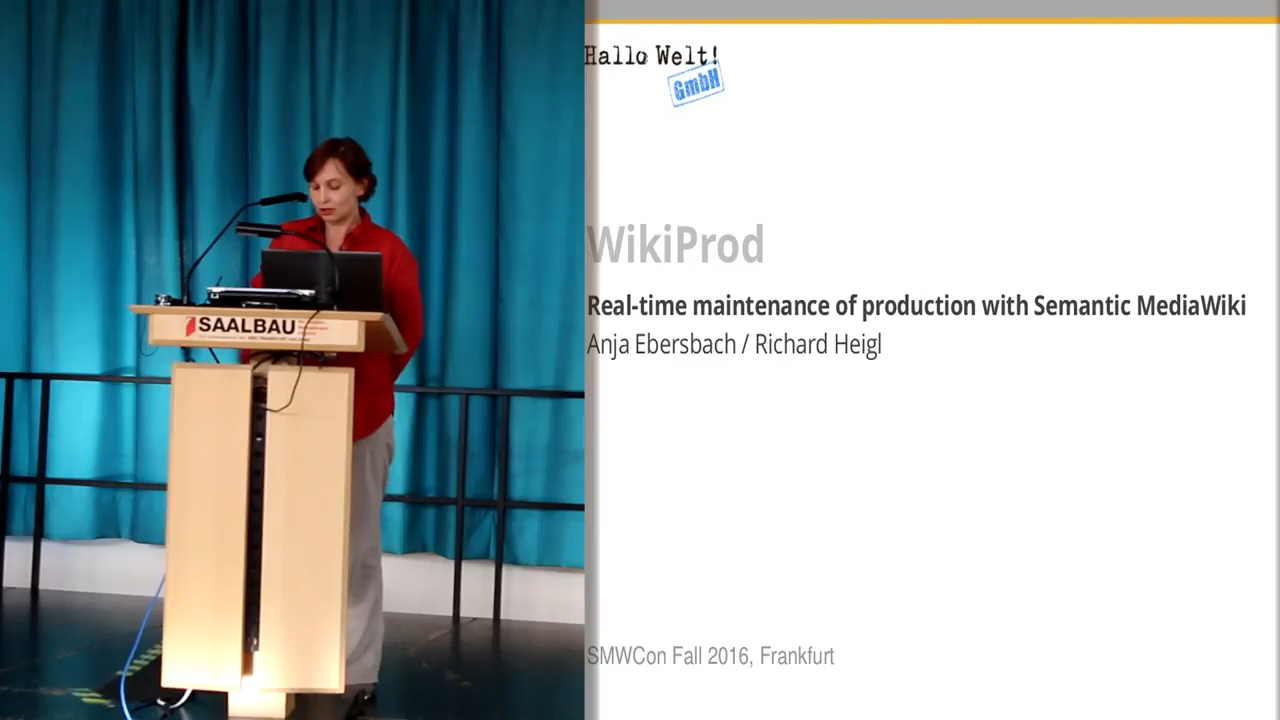 Hallo Welt!
GmbH
WikiProd
Real-time maintenance of production with Semantic MediaWiki
Anja Ebersbach / Richard Heigl
SMWCon Fall 2016, Frankfurt
SAALBAU